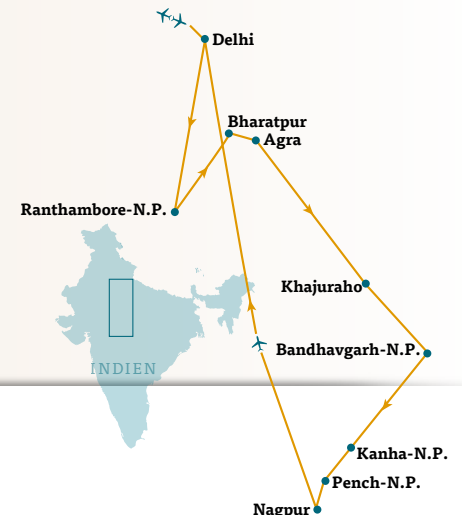 Delhi
Bharatpur
Agra
Ranthambore-N.P.
Khajuraho
Bandhavgarh-N.P.
INDIEN
Kanha-N.P.
Pench-N.P.
Nagpur